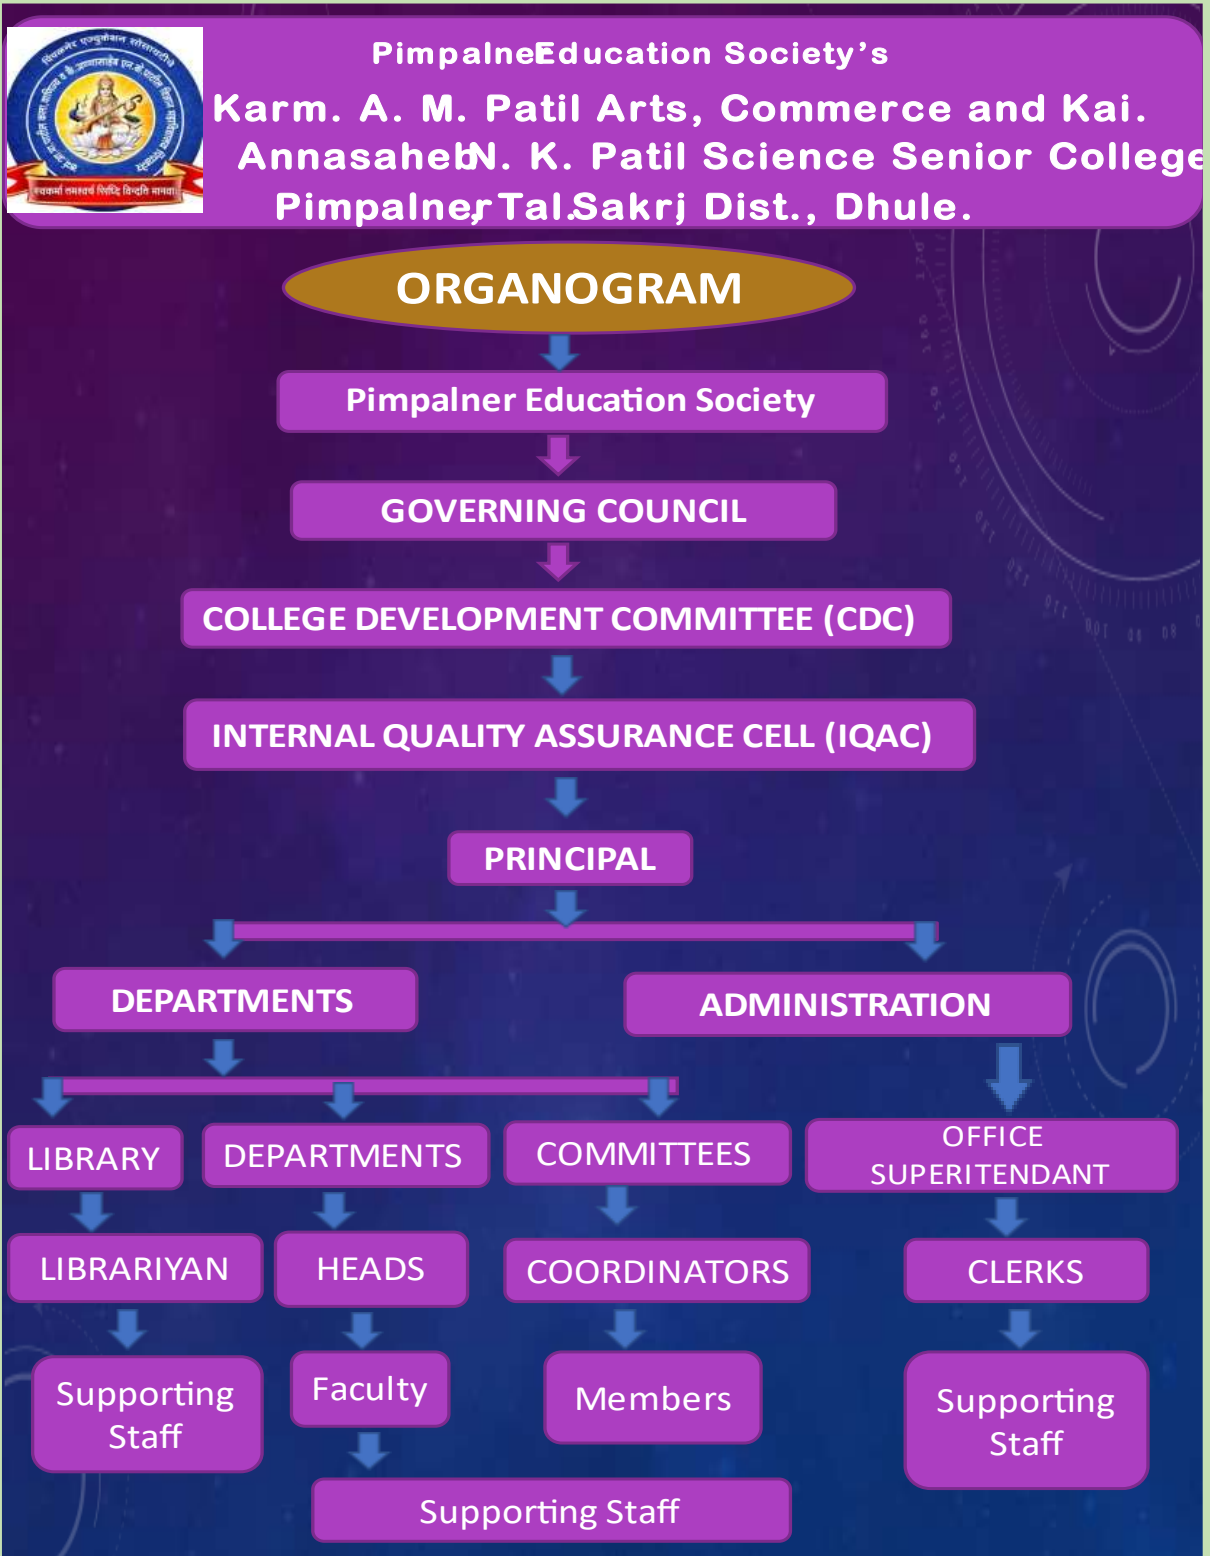 Pimpalner Education Society's
Karm. A. M. Patil Arts, Commerce and Kai.
Annasaheb N. K. Patil Science Senior College
Pimpalner, Tal. Sakri, Dist., Dhule.
ORGANOGRAM
Pimpalner Education Society
GOVERNING COUNCIL
COLLEGE DEVELOPMENT COMMITTEE (CDC)
INTERNAL QUALITY ASSURANCE CELL (IQAC)
PRINCIPAL
DEPARTMENTS
ADMINISTRATION
LIBRARY
DEPARTMENTS
COMMITTEES
OFFICE
SUPERITENDANT
LIBRARIYAN
HEADS
COORDINATORS
CLERKS
Supporting
Staff
Faculty
Members
Supporting
Staff
Supporting Staff